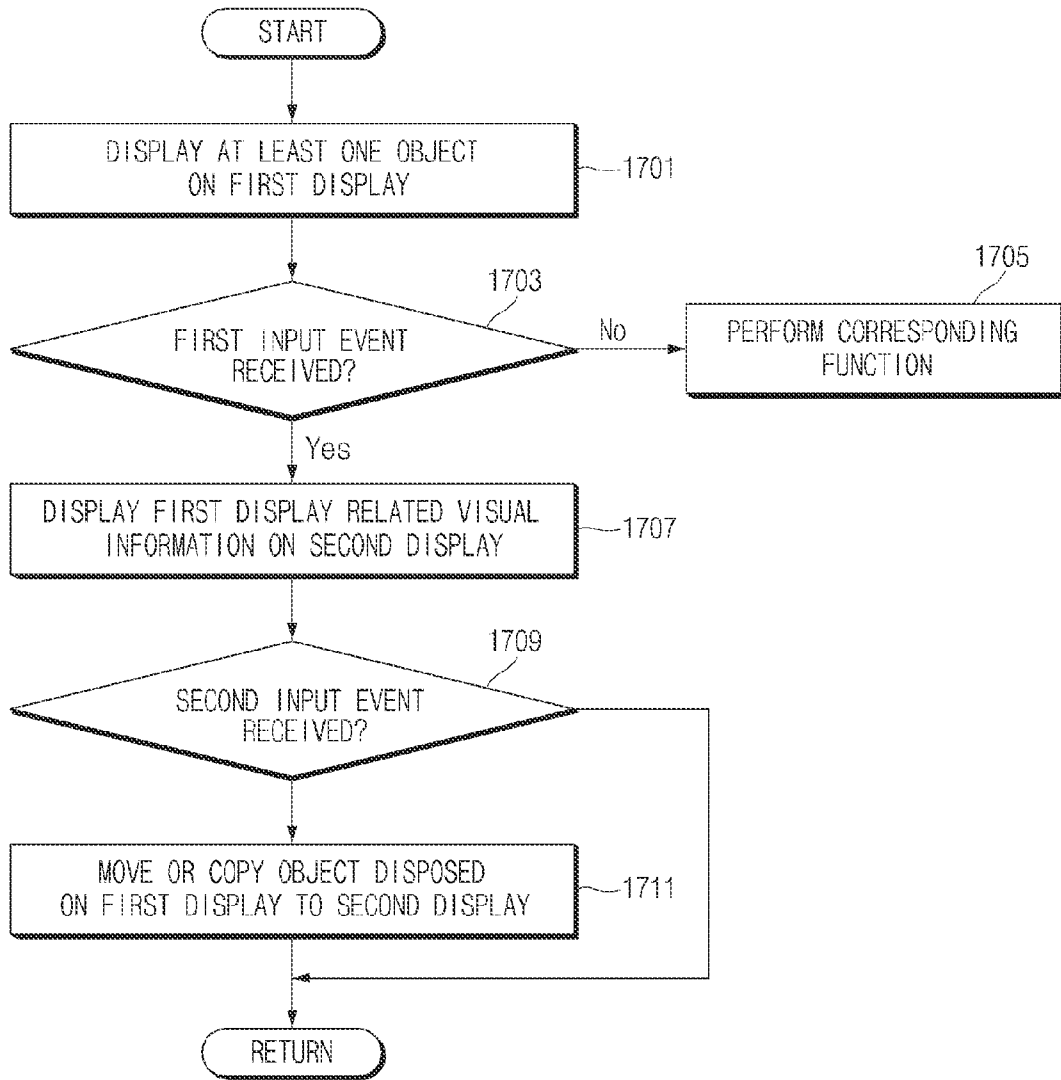 START
DISPLAY AT LEAST ONE OBJECT
ON FIRST DISPLAY
1701
1703
FIRST INPUT EVENT
RECEIVED?
No
1705
PERFORM CORRESPONDING
FUNCTION
Yes
DISPLAY FIRST DISPLAY RELATED VISUAL
INFORMATION ON SECOND DISPLAY
1707
1709
SECOND INPUT EVENT
RECEIVED?
MOVE OR COPY OBJECT DISPOSED
ON FIRST DISPLAY TO SECOND DISPLAY
1711
RETURN